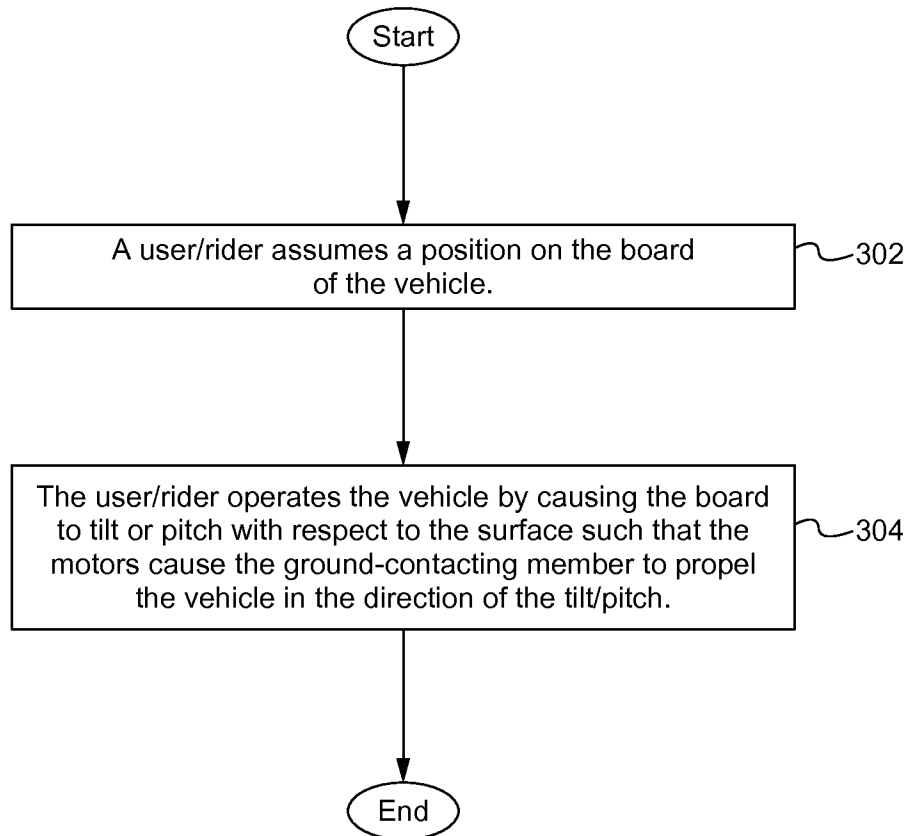 Start
A user/rider assumes a position on the board
of the vehicle.
302
The user/rider operates the vehicle by causing the board
to tilt or pitch with respect to the surface such that the
motors cause the ground-contacting member to propel
the vehicle in the direction of the tilt/pitch.
304
End